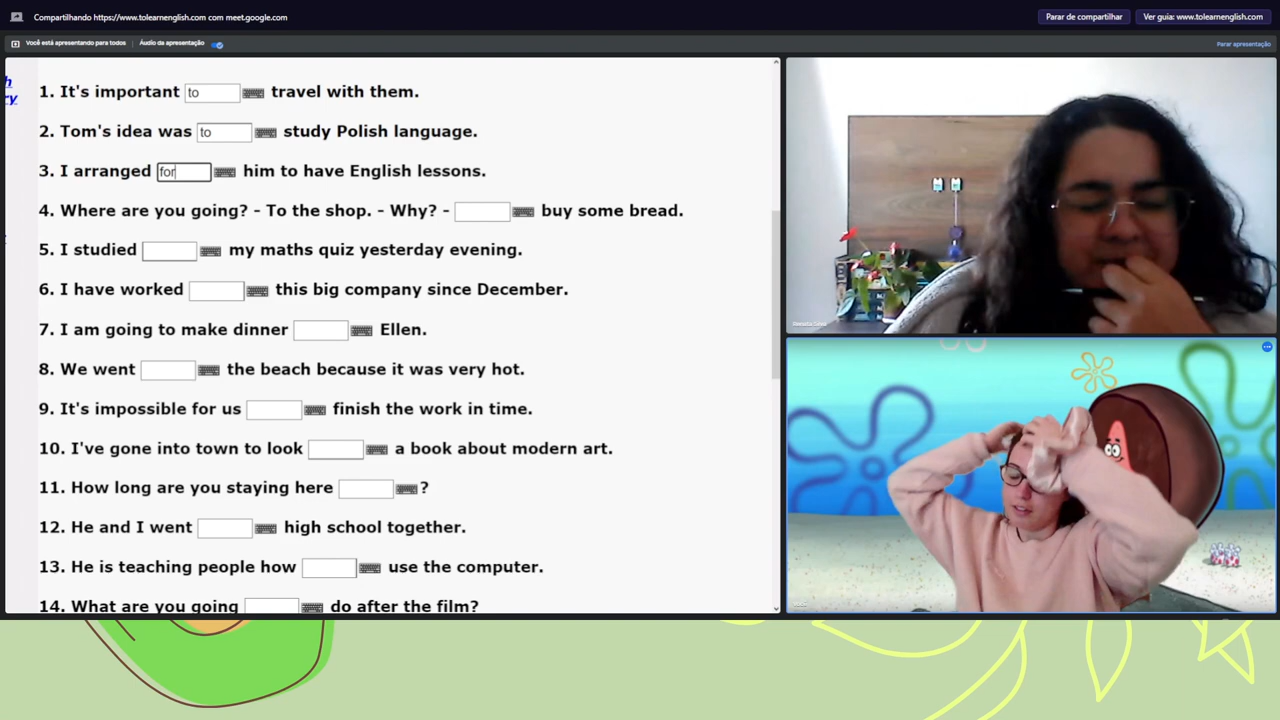 Compartilhando https://www.tolearnenglish.com com meet.google.com
Parar de compartilhar
Ver guia: www.tolearnenglish.com
Você está apresentando para todos
Áudio da apresentação
Parar apresentação
h
ry
1. It's important to travel with them.
2. Tom's idea was to study Polish language.
3. I arranged for him to have English lessons.
4. Where are you going? - To the shop. - Why? - buy some bread.
5. I studied my maths quiz yesterday evening.
6. I have worked this big company since December.
7. I am going to make dinner Ellen.
8. We went the beach because it was very hot.
9. It's impossible for us finish the work in time.
10. I've gone into town to look a book about modern art.
11. How long are you staying here ?
12. He and I went high school together.
13. He is teaching people how use the computer.
14. What are you going do after the film?